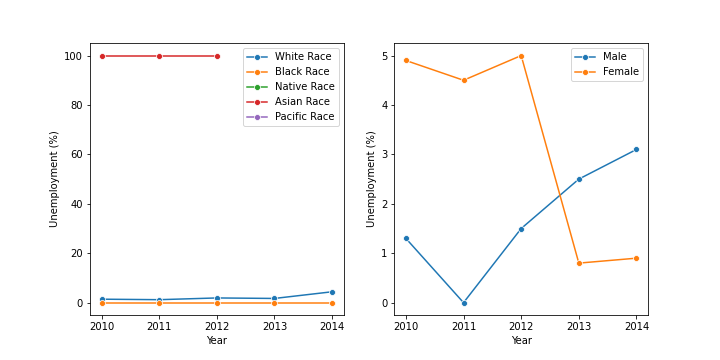 Unemployment (%)
100
80
60
40
20
0
2010 2011 2012 2013 2014
Year
White Race
Black Race
Native Race
Asian Race
Pacific Race
Unemployment (%)
5
4
3
2
1
0
2010 2011 2012 2013 2014
Year
Male
Female